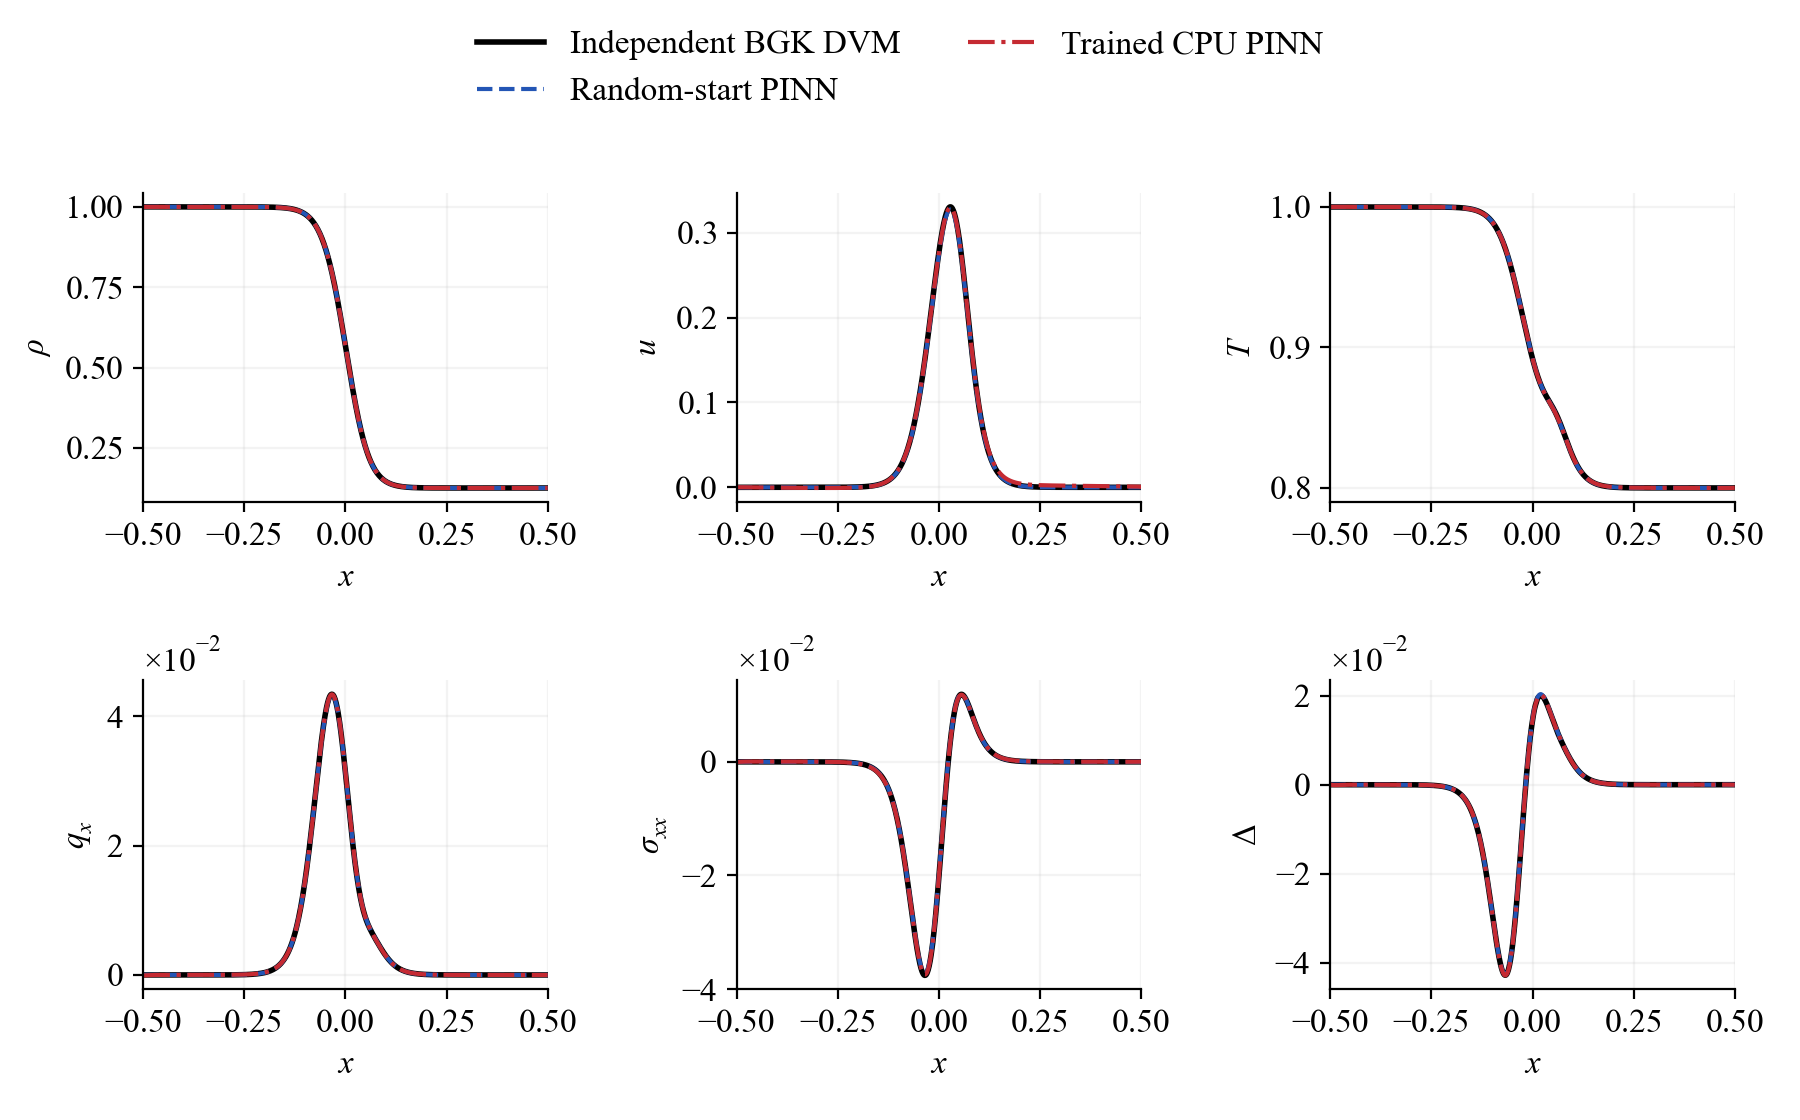 Independent BGK DVM
Trained CPU PINN
Random-start PINN
1.00
0.75
0.50
0.25
ρ
−0.50 −0.25 0.00 0.25 0.50
x
0.3
0.2
0.1
0.0
u
−0.50 −0.25 0.00 0.25 0.50
x
1.0
0.9
0.8
T
−0.50 −0.25 0.00 0.25 0.50
x
×10⁻²
4
2
0
qₓ
−0.50 −0.25 0.00 0.25 0.50
x
×10⁻²
0
−2
−4
σₓₓ
−0.50 −0.25 0.00 0.25 0.50
x
×10⁻²
2
0
−2
−4
Δ
−0.50 −0.25 0.00 0.25 0.50
x